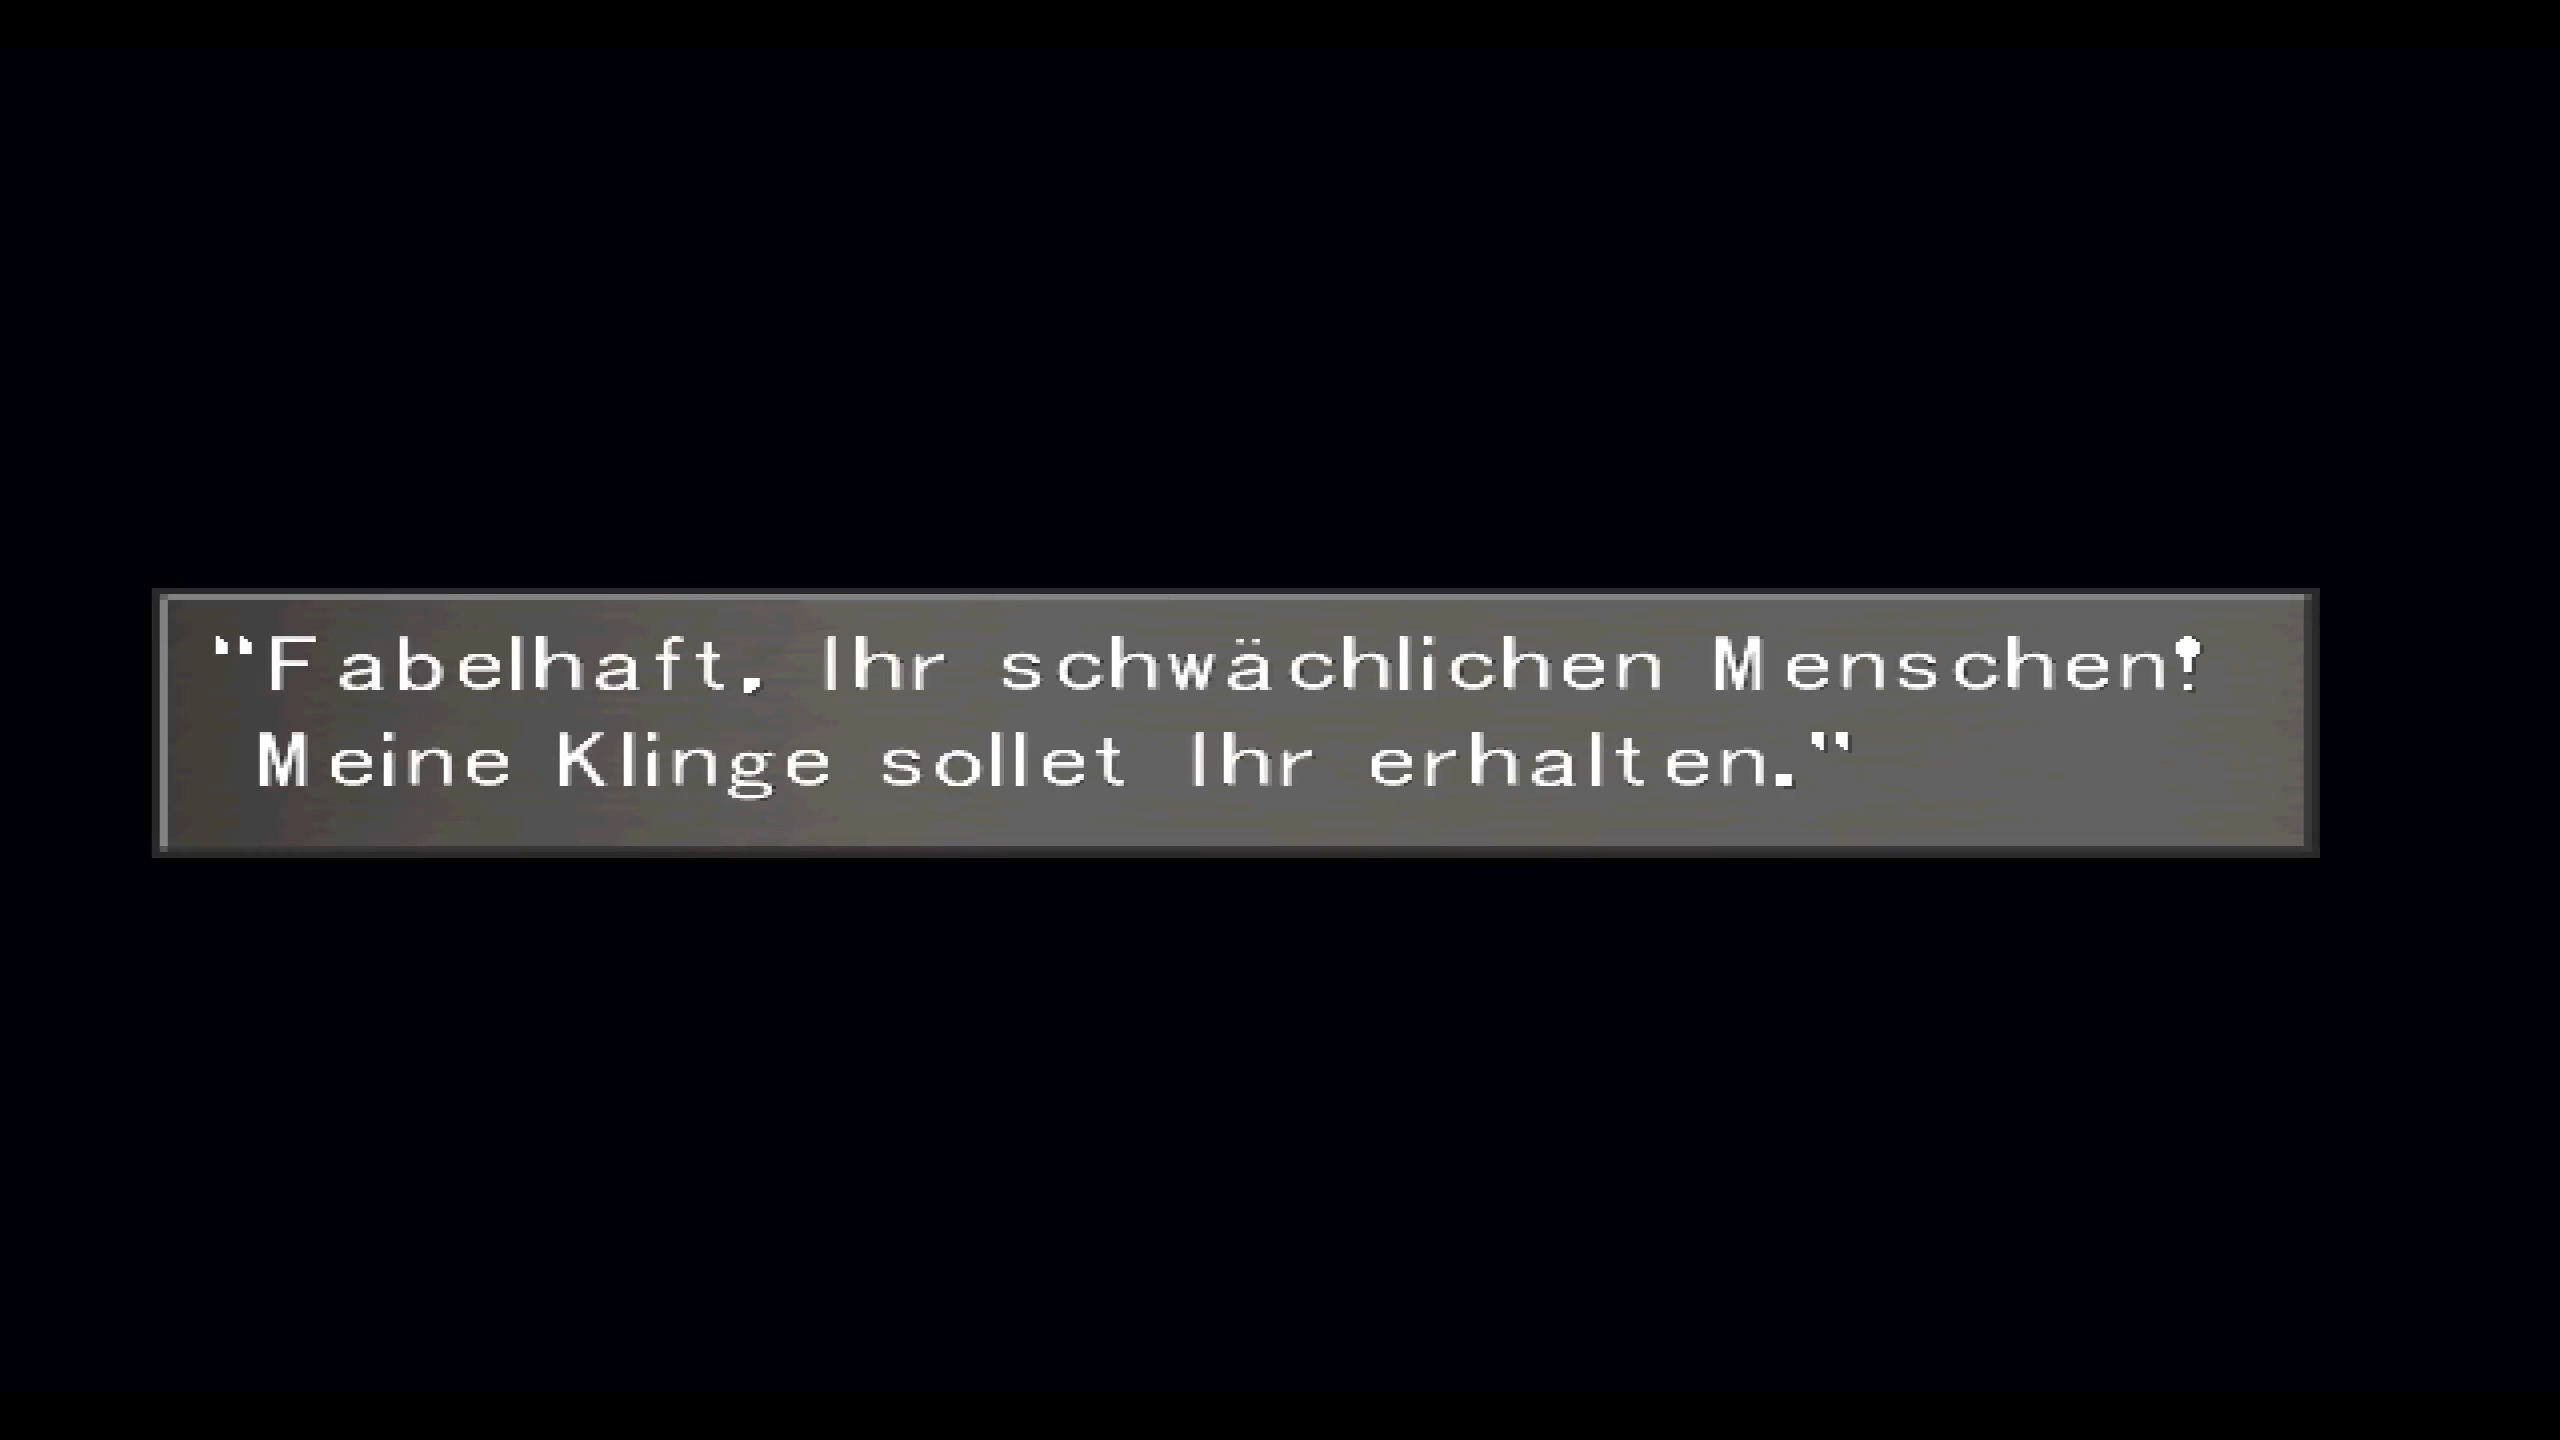 “Fabelhaft, Ihr schwächlichen Menschen!
Meine Klinge sollet Ihr erhalten.”